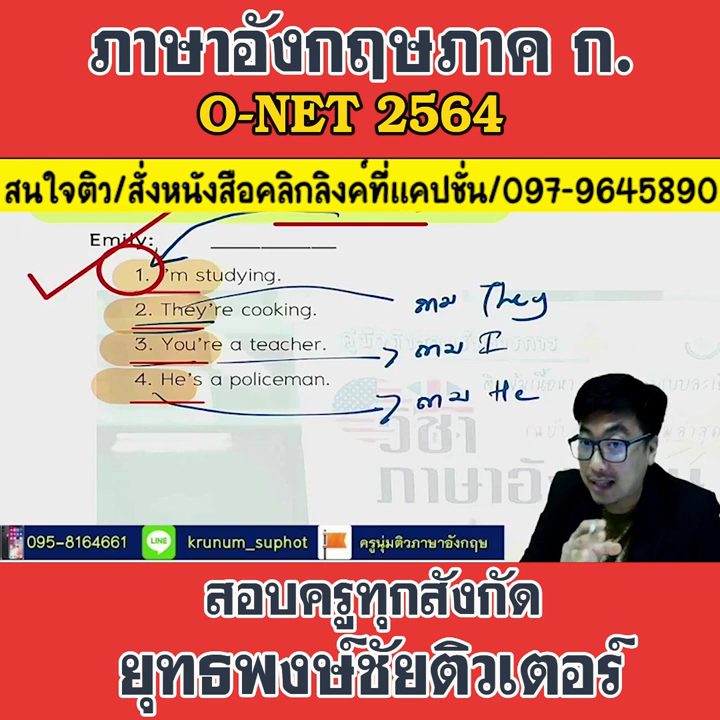 ภาษาอังกฤษภาค ก.
O-NET 2564
สนใจติว/สั่งหนังสือคลิกลิงค์ที่แคปชั่น/097-9645890
Emily: ____________
1. I'm studying.
2. They're cooking. ถาม They
3. You're a teacher. ถาม I
4. He's a policeman. ถาม He
วิชา
ภาษาอังกฤษ
095-8164661 LINE krunum_suphot ครูนุ่มติวภาษาอังกฤษ
สอบครูทุกสังกัด
ยุทธพงษ์ชัยติวเตอร์